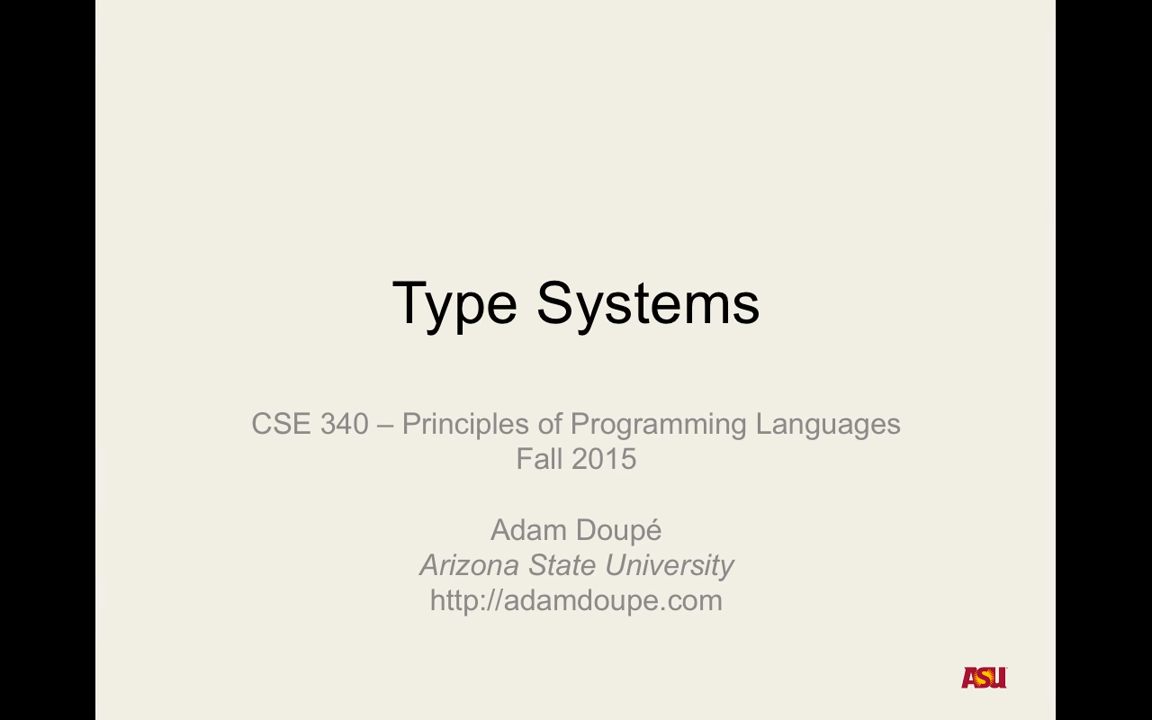 Type Systems
CSE 340 – Principles of Programming Languages
Fall 2015
Adam Doupé
Arizona State University
http://adamdoupe.com
ASU